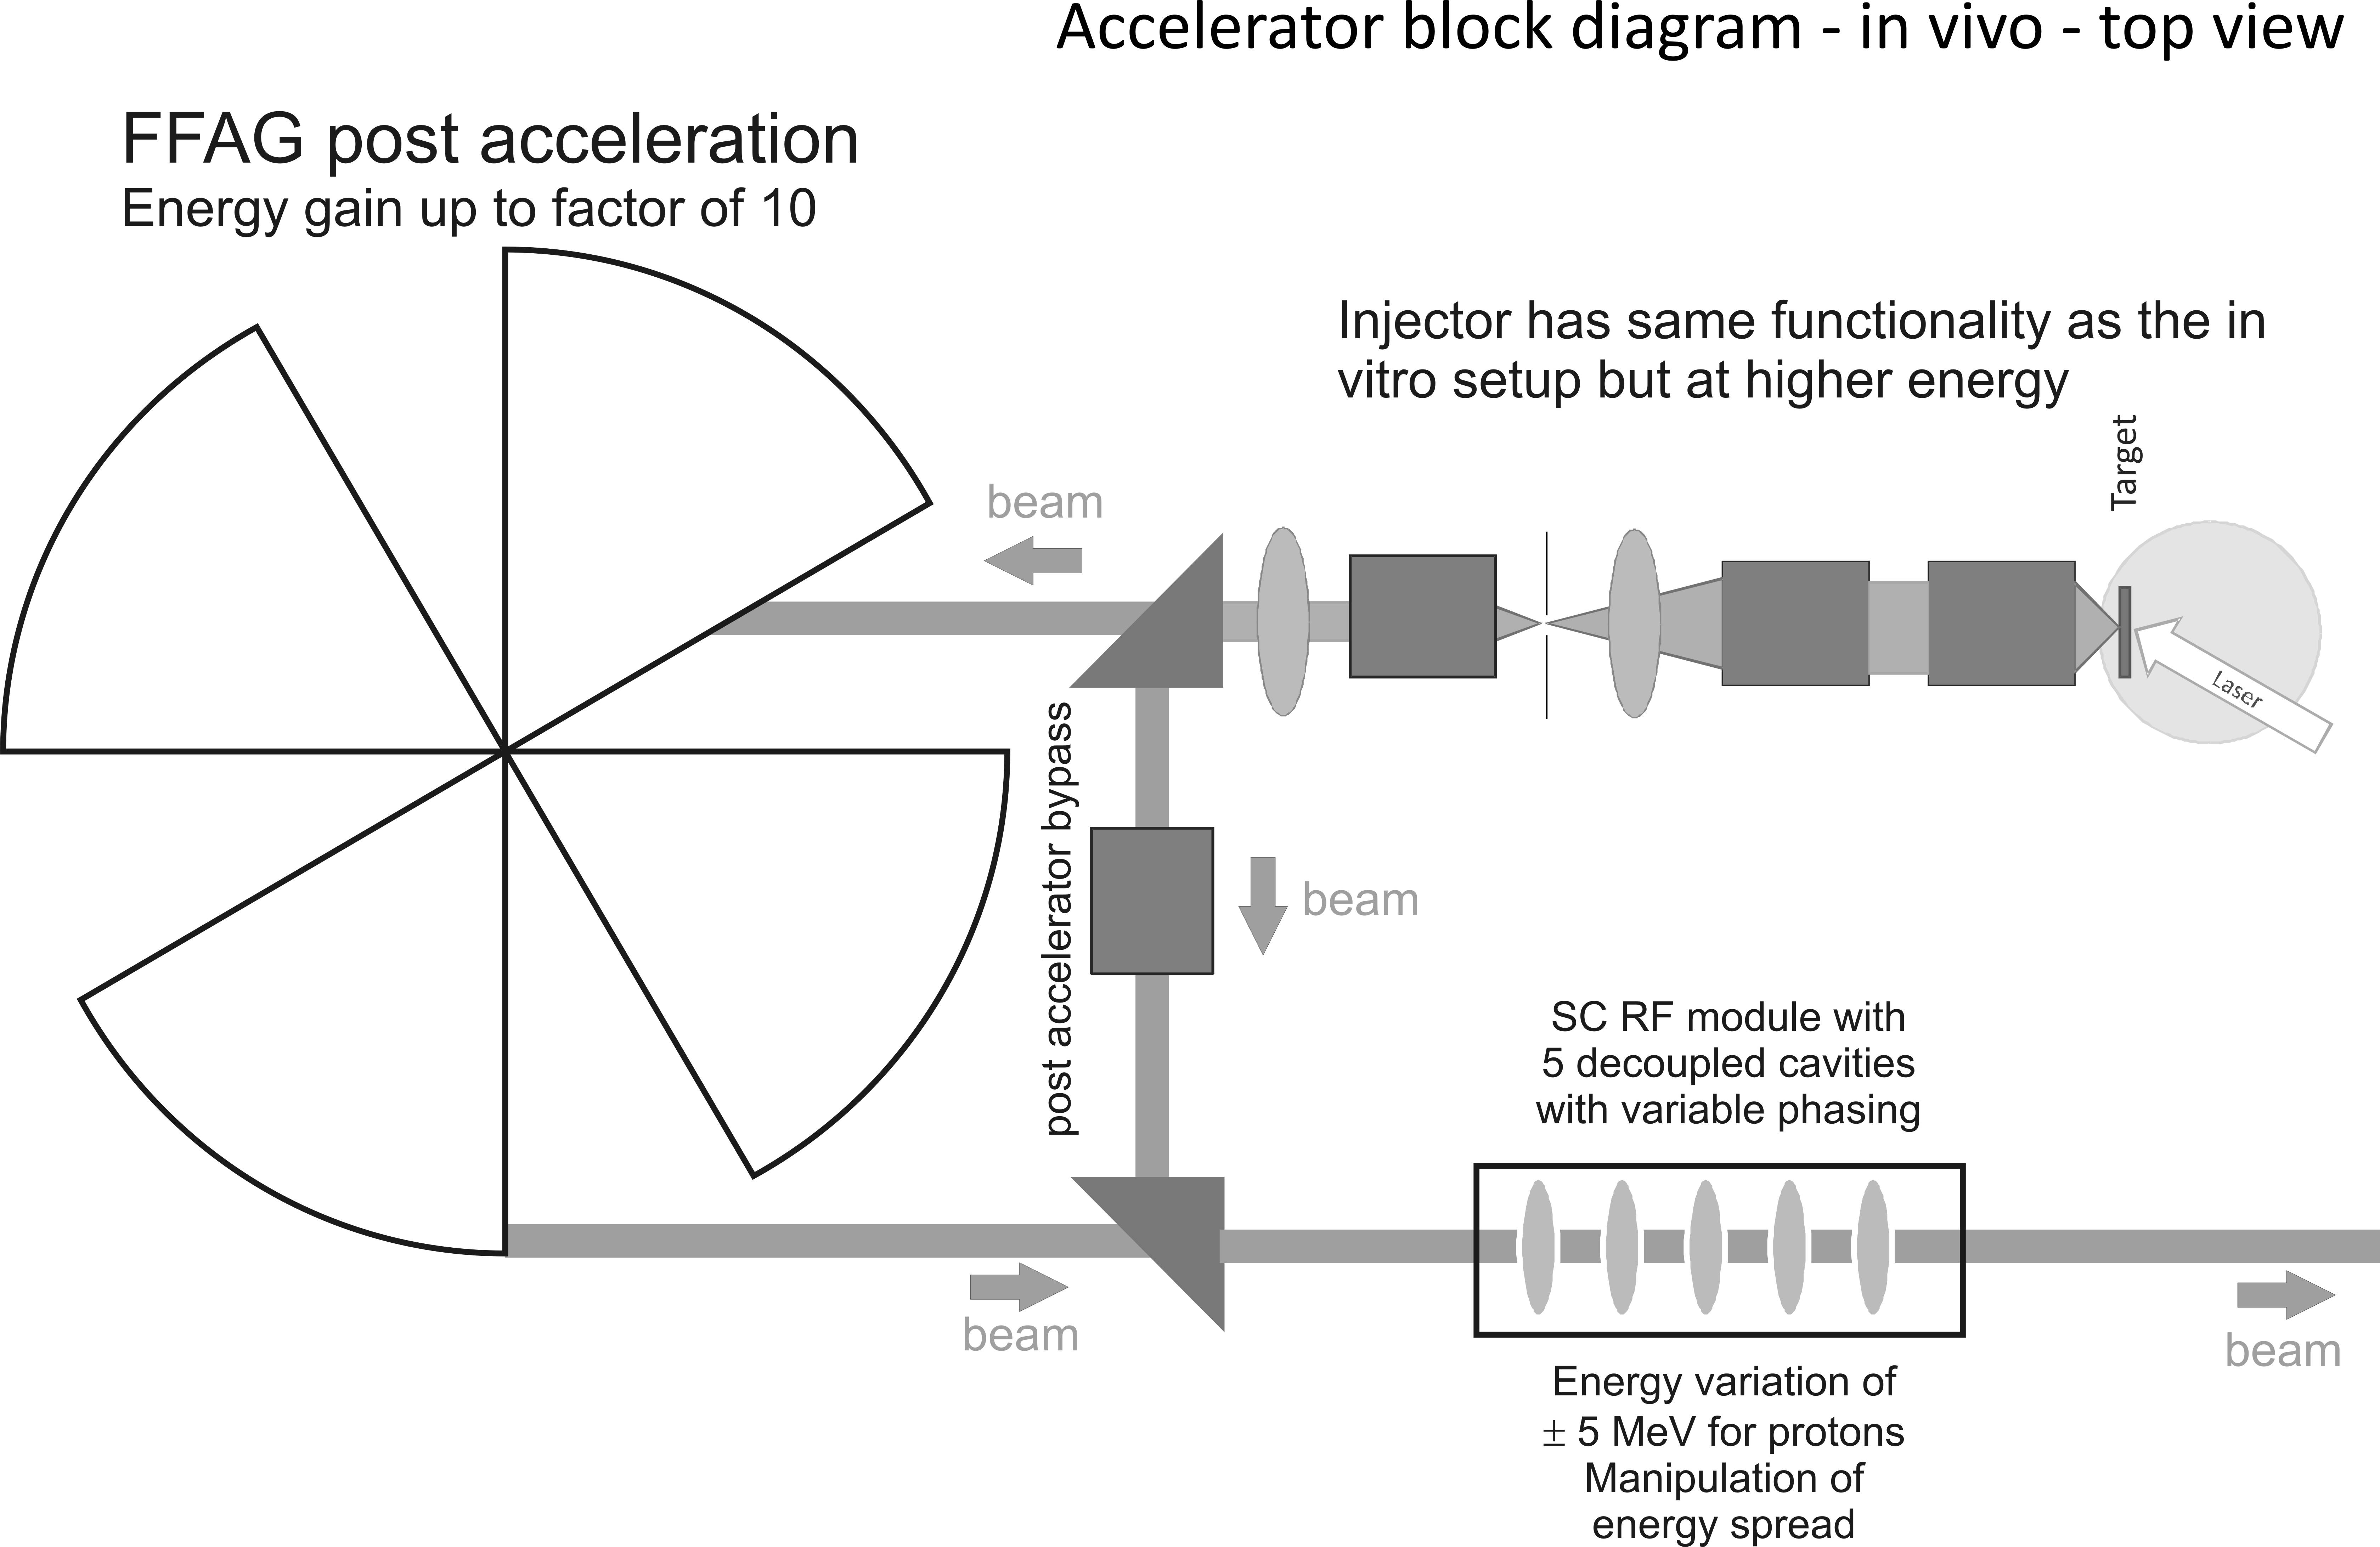 Accelerator block diagram - in vivo - top view
FFAG post acceleration
Energy gain up to factor of 10
Injector has same functionality as the in
vitro setup but at higher energy
Target
beam
Laser
post accelerator bypass
beam
SC RF module with
5 decoupled cavities
with variable phasing
beam
beam
Energy variation of
± 5 MeV for protons
Manipulation of
energy spread